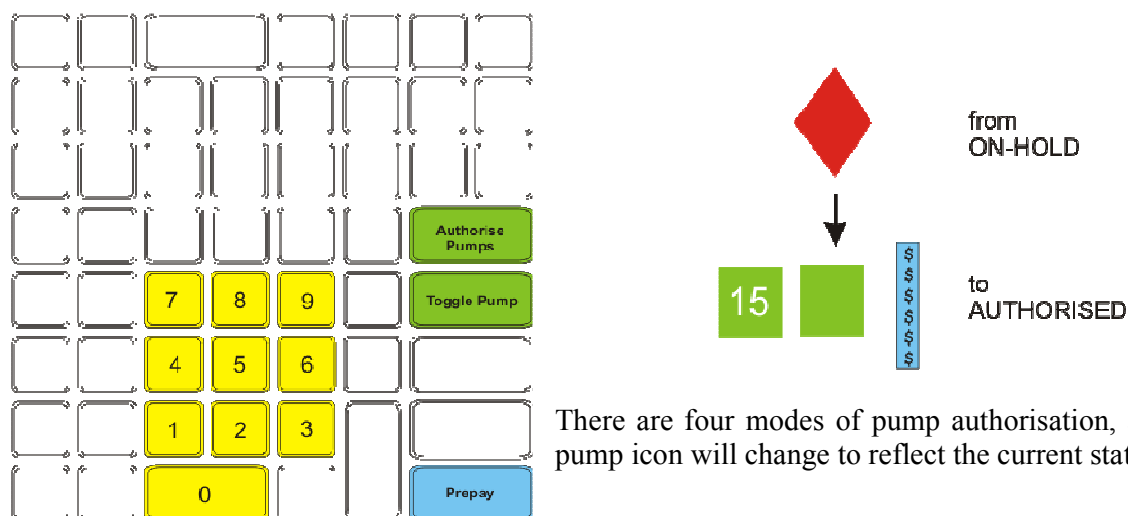 Authorise
Pumps
7 8 9
Toggle Pump
4 5 6
1 2 3
0
Prepay
from
ON-HOLD
15
$
$
$
$
$
$
to
AUTHORISED
There are four modes of pump authorisation,
pump icon will change to reflect the current stat